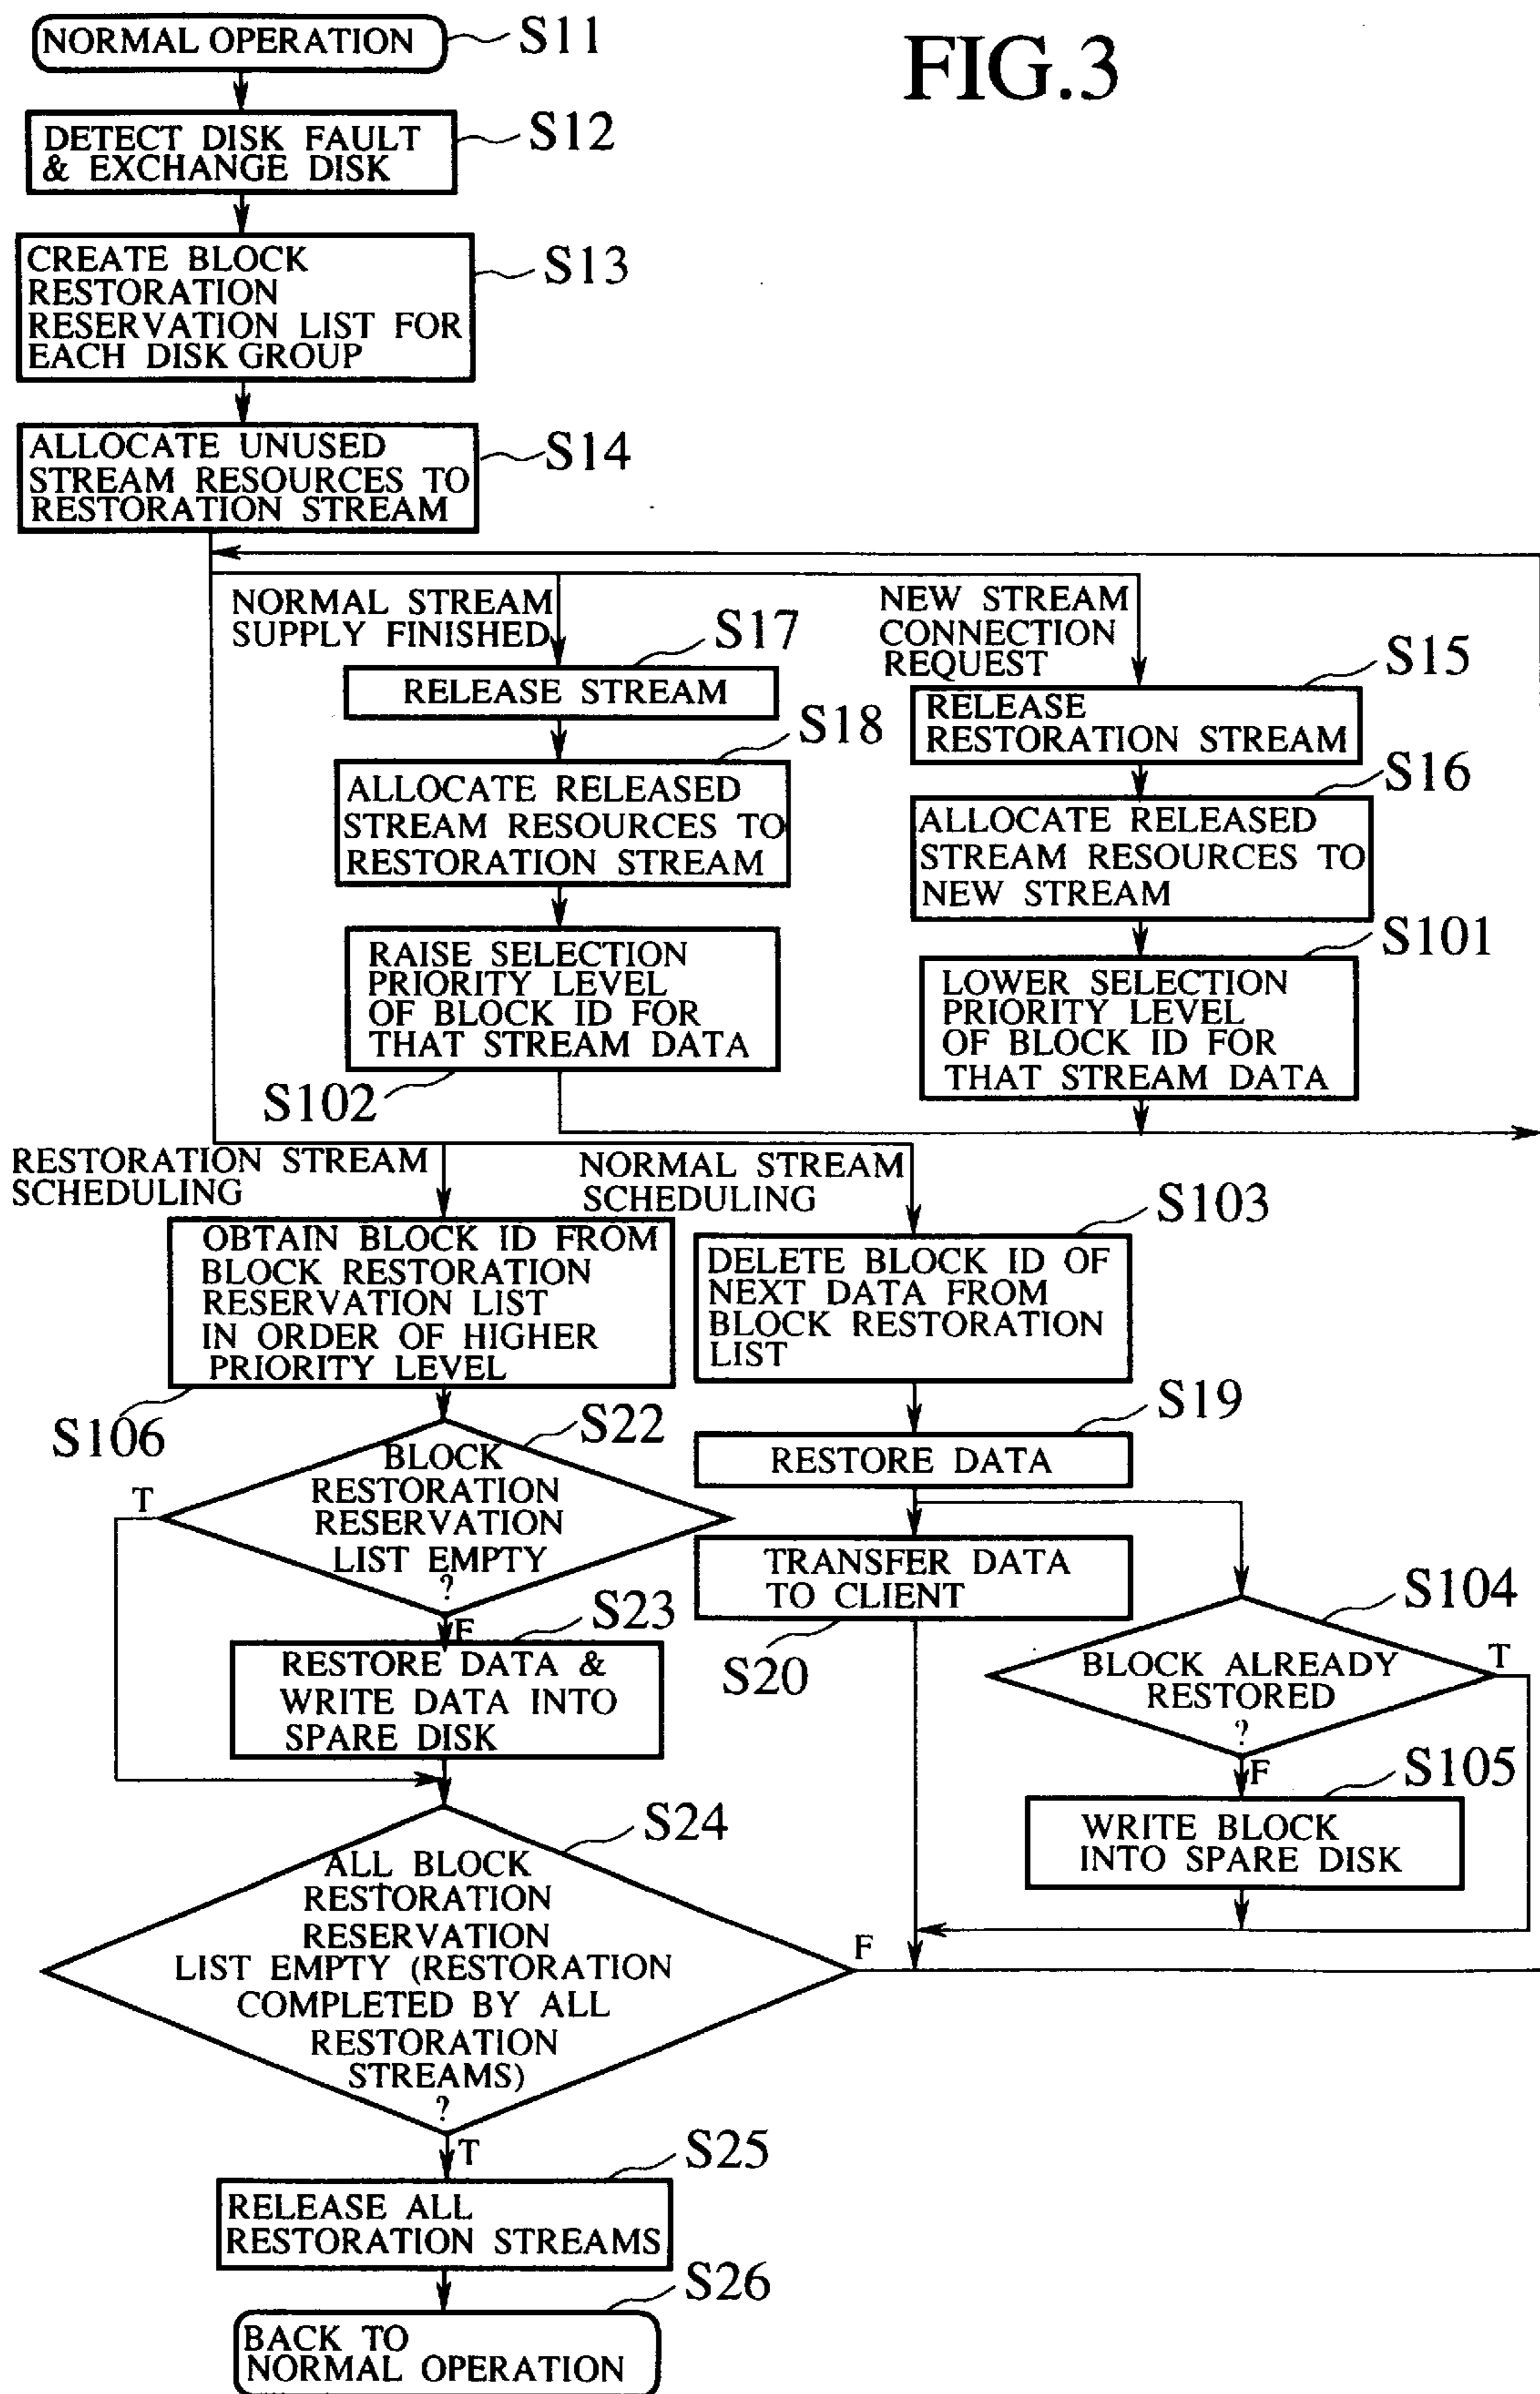 FIG.3
NORMAL OPERATION
S11
DETECT DISK FAULT
& EXCHANGE DISK
S12
CREATE BLOCK
RESTORATION
RESERVATION LIST FOR
EACH DISK GROUP
S13
ALLOCATE UNUSED
STREAM RESOURCES TO
RESTORATION STREAM
S14
NORMAL STREAM
SUPPLY FINISHED
S17
RELEASE STREAM
S18
ALLOCATE RELEASED
STREAM RESOURCES TO
RESTORATION STREAM
RAISE SELECTION
PRIORITY LEVEL
OF BLOCK ID FOR
THAT STREAM DATA
S102
NEW STREAM
CONNECTION
REQUEST
S15
RELEASE
RESTORATION STREAM
S16
ALLOCATE RELEASED
STREAM RESOURCES TO
NEW STREAM
S101
LOWER SELECTION
PRIORITY LEVEL
OF BLOCK ID FOR
THAT STREAM DATA
RESTORATION STREAM
SCHEDULING
OBTAIN BLOCK ID FROM
BLOCK RESTORATION
RESERVATION LIST
IN ORDER OF HIGHER
PRIORITY LEVEL
S106
S22
BLOCK
RESTORATION
RESERVATION
LIST EMPTY
?
T
F
S23
RESTORE DATA &
WRITE DATA INTO
SPARE DISK
NORMAL STREAM
SCHEDULING
S103
DELETE BLOCK ID OF
NEXT DATA FROM
BLOCK RESTORATION
LIST
S19
RESTORE DATA
TRANSFER DATA
TO CLIENT
S20
S104
BLOCK ALREADY
RESTORED
?
T
F
S105
WRITE BLOCK
INTO SPARE DISK
S24
ALL BLOCK
RESTORATION
RESERVATION
LIST EMPTY (RESTORATION
COMPLETED BY ALL
RESTORATION
STREAMS)
?
F
T
S25
RELEASE ALL
RESTORATION STREAMS
S26
BACK TO
NORMAL OPERATION